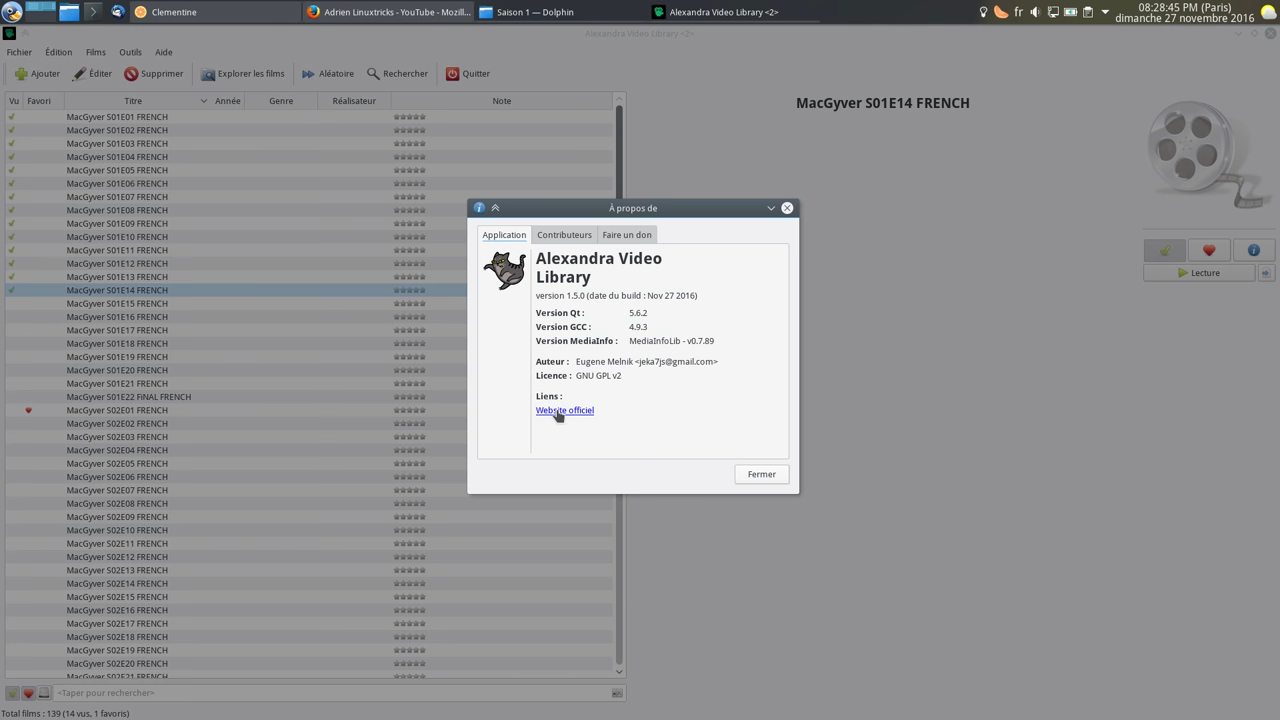 Clementine
Adrien Linuxtricks - YouTube - Mozill...
Saison 1 — Dolphin
Alexandra Video Library <2>
fr
08:28:45 PM (Paris)
dimanche 27 novembre 2016
Alexandra Video Library <2>
Fichier Édition Films Outils Aide
Ajouter Éditer Supprimer Explorer les films Aléatoire Rechercher Quitter
Vu Favori Titre Année Genre Réalisateur Note
MacGyver S01E01 FRENCH
MacGyver S01E02 FRENCH
MacGyver S01E03 FRENCH
MacGyver S01E04 FRENCH
MacGyver S01E05 FRENCH
MacGyver S01E06 FRENCH
MacGyver S01E07 FRENCH
MacGyver S01E08 FRENCH
MacGyver S01E09 FRENCH
MacGyver S01E10 FRENCH
MacGyver S01E11 FRENCH
MacGyver S01E12 FRENCH
MacGyver S01E13 FRENCH
MacGyver S01E14 FRENCH
MacGyver S01E15 FRENCH
MacGyver S01E16 FRENCH
MacGyver S01E17 FRENCH
MacGyver S01E18 FRENCH
MacGyver S01E19 FRENCH
MacGyver S01E20 FRENCH
MacGyver S01E21 FRENCH
MacGyver S01E22 FiNAL FRENCH
MacGyver S02E01 FRENCH
MacGyver S02E02 FRENCH
MacGyver S02E03 FRENCH
MacGyver S02E04 FRENCH
MacGyver S02E05 FRENCH
MacGyver S02E06 FRENCH
MacGyver S02E07 FRENCH
MacGyver S02E08 FRENCH
MacGyver S02E09 FRENCH
MacGyver S02E10 FRENCH
MacGyver S02E11 FRENCH
MacGyver S02E12 FRENCH
MacGyver S02E13 FRENCH
MacGyver S02E14 FRENCH
MacGyver S02E15 FRENCH
MacGyver S02E16 FRENCH
MacGyver S02E17 FRENCH
MacGyver S02E18 FRENCH
MacGyver S02E19 FRENCH
MacGyver S02E20 FRENCH
MacGyver S02E21 FRENCH
<Taper pour rechercher>
Total films : 139 (14 vus, 1 favoris)
MacGyver S01E14 FRENCH
Lecture
À propos de
Application Contributeurs Faire un don
Alexandra Video
Library
version 1.5.0 (date du build : Nov 27 2016)
Version Qt : 5.6.2
Version GCC : 4.9.3
Version MediaInfo : MediaInfoLib - v0.7.89
Auteur : Eugene Melnik <jeka7js@gmail.com>
Licence : GNU GPL v2
Liens :
Website officiel
Fermer